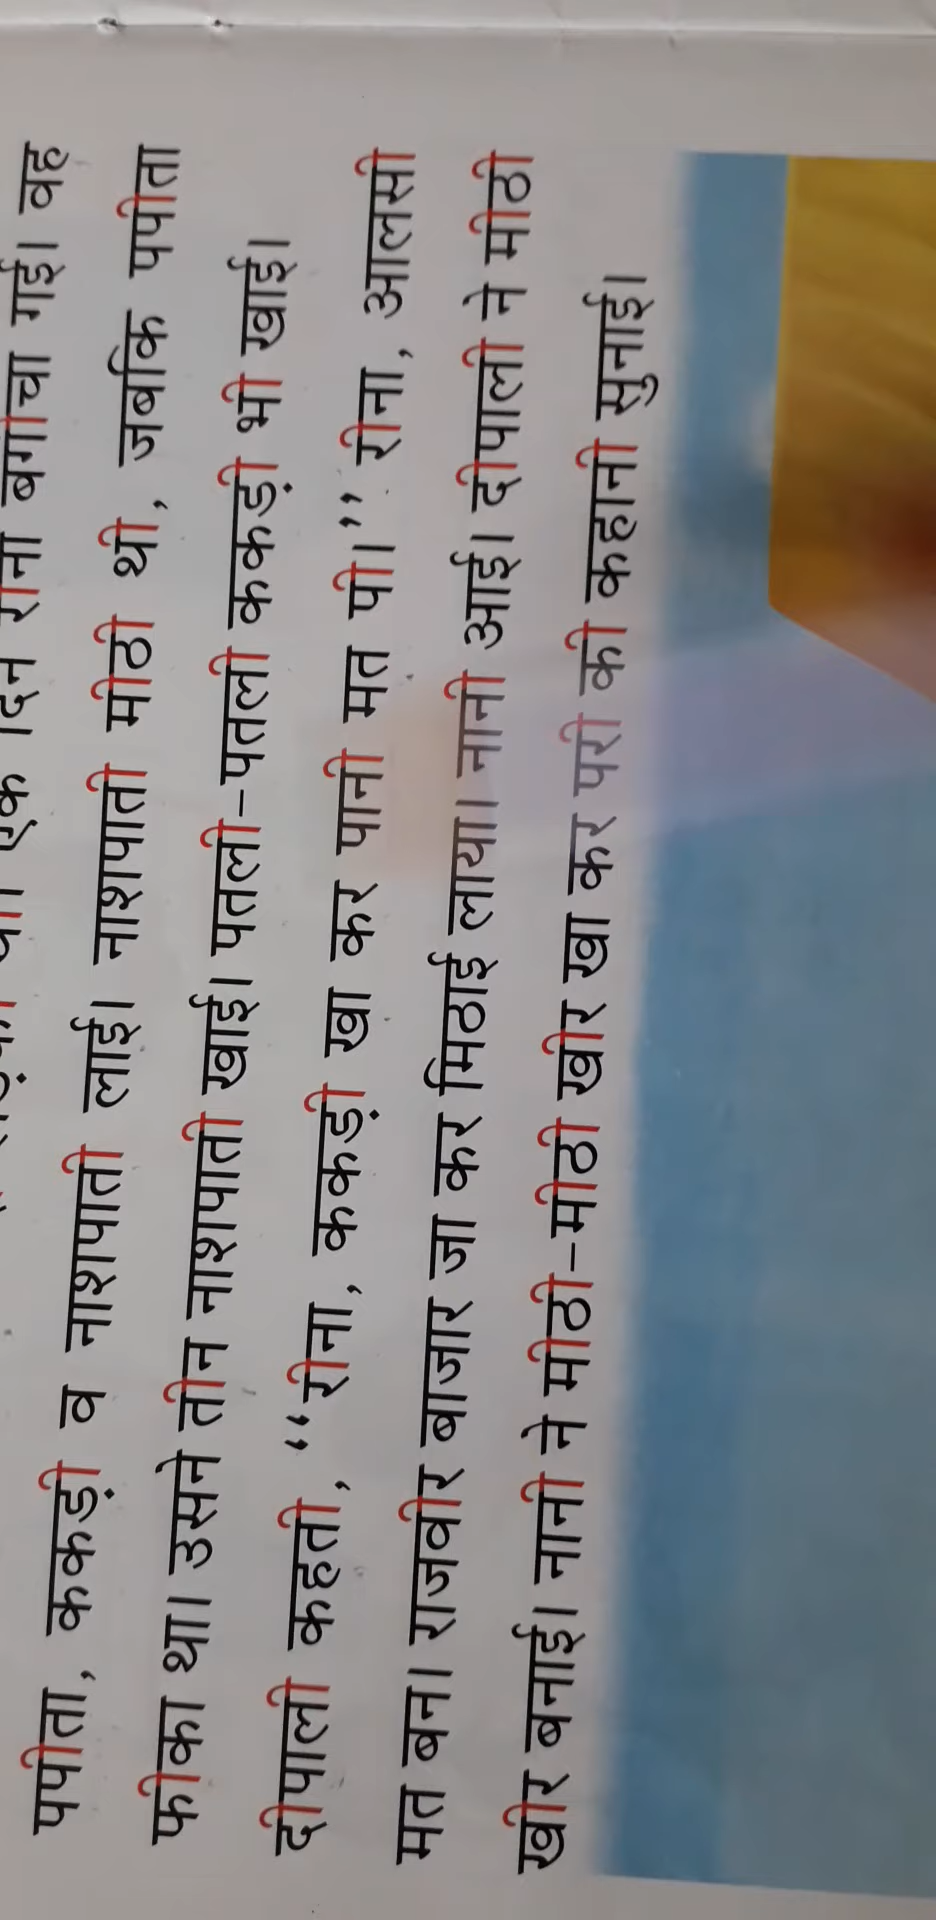 एक दिन रीना बगीचा गई। वह
पपीता, ककड़ी व नाशपाती लाई। नाशपाती मीठी थी, जबकि पपीता
फीका था। उसने तीन नाशपाती खाई। पतली-पतली ककड़ी भी खाई।
दीपाली कहती, “रीना, ककड़ी खा कर पानी मत पी।” रीना, आलसी
मत बन। राजवीर बाजार जा कर मिठाई लाया। नानी आई। दीपाली ने मीठी
खीर बनाई। नानी ने मीठी-मीठी खीर खा कर परी की कहानी सुनाई।